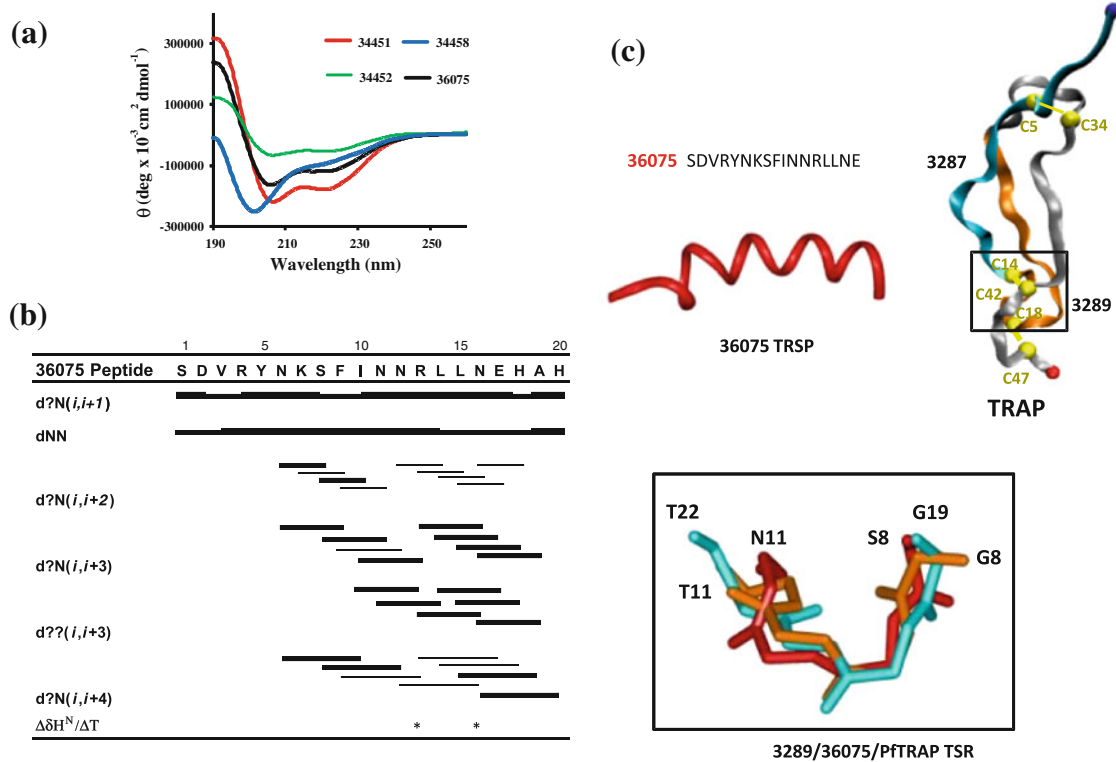 (a)
300000
100000
-100000
-300000
θ (deg x 10⁻³ cm² dmol⁻¹)
34451
34458
34452
36075
190
210
230
250
Wavelength (nm)
(b)
1 5 10 15 20
36075 Peptide S D V R Y N K S F I N N R L L N E H A H
d?N(i,i+1)
dNN
d?N(i,i+2)
d?N(i,i+3)
d??(i,i+3)
d?N(i,i+4)
ΔδHᴺ/ΔT * *
(c)
36075 SDVRYNKSFINNRLLNE
36075 TRSP
C5
C34
3287
C14
C42
C18
3289
C47
TRAP
T22
N11
S8
G19
G8
T11
3289/36075/PfTRAP TSR